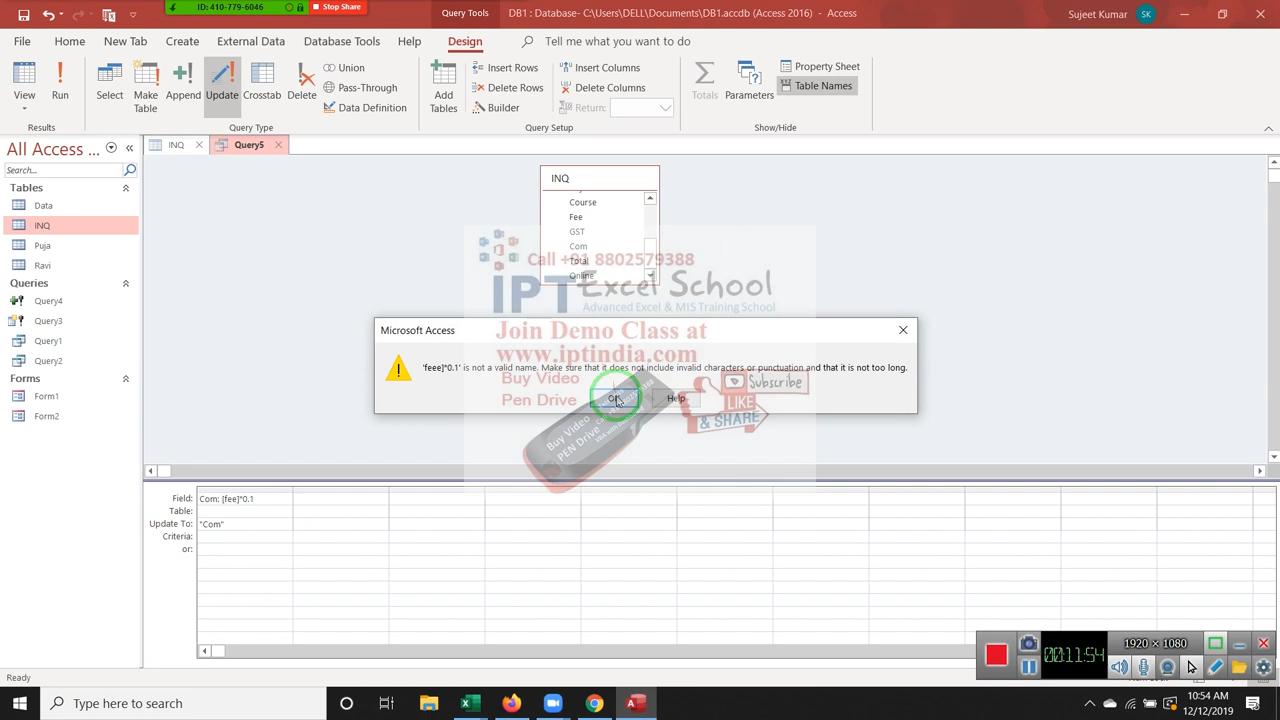 ID: 410-779-6046
Stop Share
Query Tools
DB1 : Database- C:\Users\DELL\Documents\DB1.accdb (Access 2016) - Access
Sujeet Kumar
SK
File
Home
New Tab
Create
External Data
Database Tools
Help
Design
Tell me what you want to do
View
Run
Select
Make
Table
Append
Update
Crosstab
Delete
Union
Pass-Through
Data Definition
Add
Tables
Insert Rows
Delete Rows
Builder
Insert Columns
Delete Columns
Return:
Totals
Parameters
Property Sheet
Table Names
Results
Query Type
Query Setup
Show/Hide
All Access ...
INQ
Query5
Search...
Tables
Data
INQ
Puja
Ravi
Queries
Query4
Query3
Query1
Query2
Forms
Form1
Form2
INQ
Course
Fee
GST
Com
Total
Online
Call +91 8802579388
IPT Excel School
Advanced Excel & MIS Training School
Join Demo Class at
www.iptindia.com
Buy Video
Pen Drive
Buy Video
PEN Drive
Subscribe
LIKE
& SHARE
Microsoft Access
'feee]*0.1' is not a valid name. Make sure that it does not include invalid characters or punctuation and that it is not too long.
OK
Help
Field: Com: [fee]*0.1
Table:
Update To: "Com"
Criteria:
or:
Ready
1920 × 1080
00:11:54
Type here to search
10:54 AM
12/12/2019